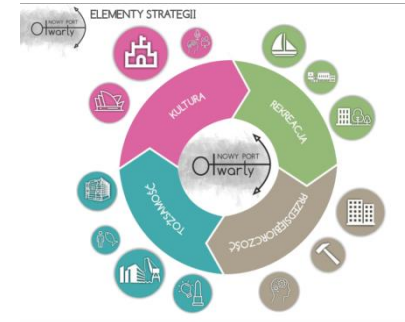 NOWY PORT
Otwarty
ELEMENTY STRATEGII
KULTURA
REKREACJA
NOWY PORT
Otwarty
TOŻSAMOŚĆ
PRZEDSIĘBIORCZOŚĆ